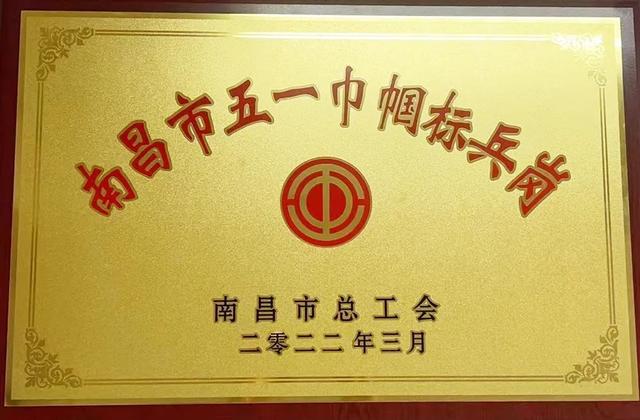 南昌市五一巾帼标兵岗
南昌市总工会
二零二二年三月